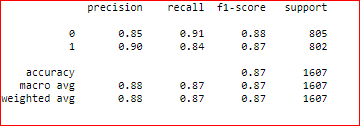 precision recall f1-score support
0 0.85 0.91 0.88 805
1 0.90 0.84 0.87 802
accuracy 0.87 1607
macro avg 0.88 0.87 0.87 1607
weighted avg 0.88 0.87 0.87 1607